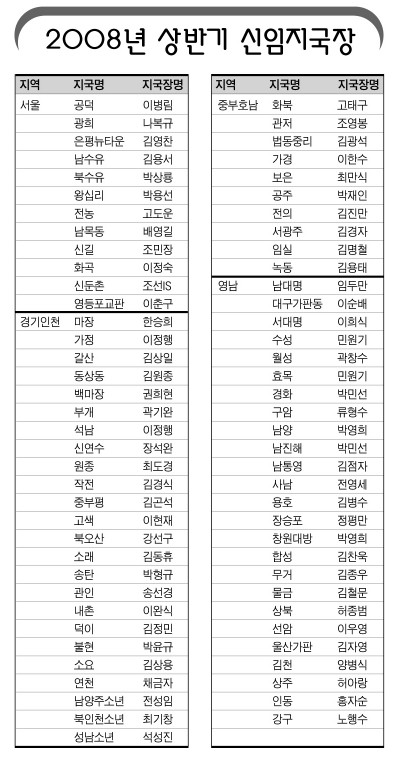 2008년 상반기 신임지국장
지역 지국명 지국장명
서울 공덕 이병림
광희 나복규
은평뉴타운 김영찬
남수유 김용서
북수유 박상룡
왕십리 박용선
전농 고도운
남목동 배영길
신길 조민장
화곡 이정숙
신둔촌 조선IS
영등포교판 이춘구
경기인천 마장 한승희
가정 이정행
갈산 김상일
동상동 김원종
백마장 권희현
부개 곽기완
석남 이정행
신연수 장석완
원종 최도경
작전 김경식
중부평 김곤석
고색 이현재
북오산 강선구
소래 김동휴
송탄 박형규
관인 송선경
내촌 이완식
덕이 김정민
불현 박윤규
소요 김상용
연천 채금자
남양주소년 전성임
북인천소년 최기창
성남소년 석성진
지역 지국명 지국장명
중부호남 화북 고태구
관저 조영봉
법동중리 김광석
가경 이한수
보은 최만식
공주 박재인
전의 김진만
서광주 김경자
임실 김명철
녹동 김용태
영남 남대명 임두만
대구가판동 이순배
서대명 이희식
수성 민원기
월성 곽창수
효목 민원기
경화 박민선
구암 류형수
남양 박영희
남진해 박민선
남통영 김점자
사남 전영세
용호 김병수
장승포 정평만
창원대방 박영희
합성 김찬욱
무거 김종우
물금 김철문
상북 허종범
선암 이우영
울산가판 김자영
김천 양병식
상주 허아랑
인동 홍자순
강구 노행수